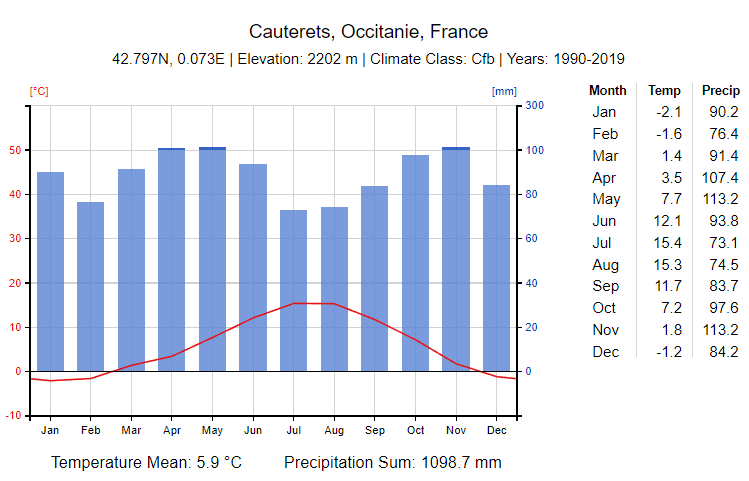 Cauterets, Occitanie, France
42.797N, 0.073E | Elevation: 2202 m | Climate Class: Cfb | Years: 1990-2019
[°C] [mm]
300
50 100
40 80
30 60
20 40
10 20
0 0
-10
Jan Feb Mar Apr May Jun Jul Aug Sep Oct Nov Dec
Temperature Mean: 5.9 °C Precipitation Sum: 1098.7 mm
Month Temp Precip
Jan -2.1 90.2
Feb -1.6 76.4
Mar 1.4 91.4
Apr 3.5 107.4
May 7.7 113.2
Jun 12.1 93.8
Jul 15.4 73.1
Aug 15.3 74.5
Sep 11.7 83.7
Oct 7.2 97.6
Nov 1.8 113.2
Dec -1.2 84.2